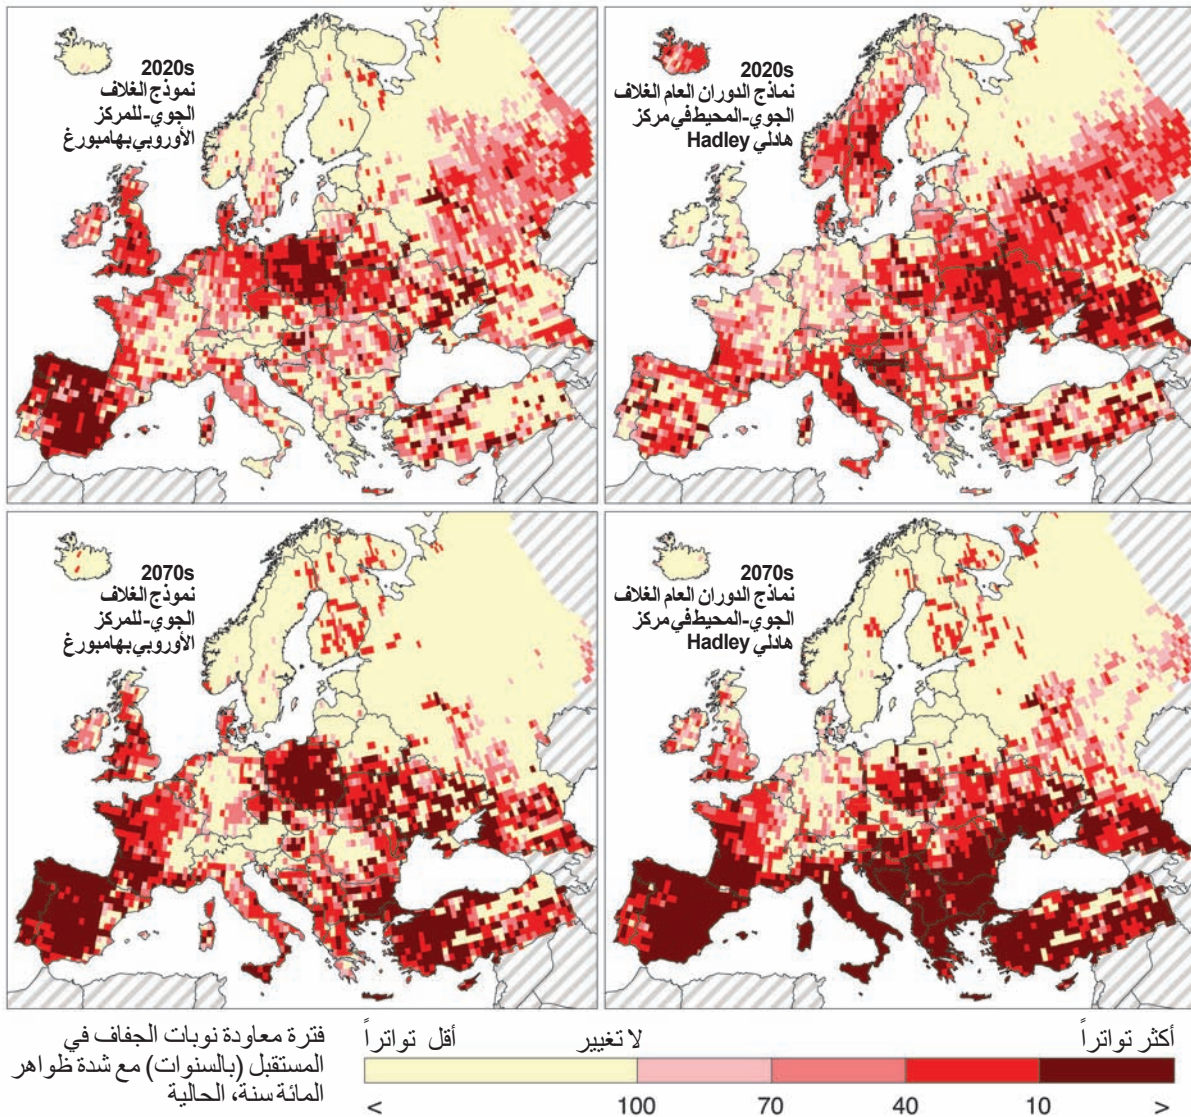 2020s
نموذج الغلاف
الجوي-للمركز
الأوروبي بهامبورغ
2020s
نماذج الدوران العام الغلاف
الجوي-المحيط في مركز
هادلي Hadley
2070s
نموذج الغلاف
الجوي-للمركز
الأوروبي بهامبورغ
2070s
نماذج الدوران العام الغلاف
الجوي-المحيط في مركز
هادلي Hadley
فترة معاودة نوبات الجفاف في
المستقبل (بالسنوات) مع شدة ظواهر
المائة سنة، الحالية
أقل تواتراً
لا تغيير
أكثر تواتراً
< 100 70 40 10 >